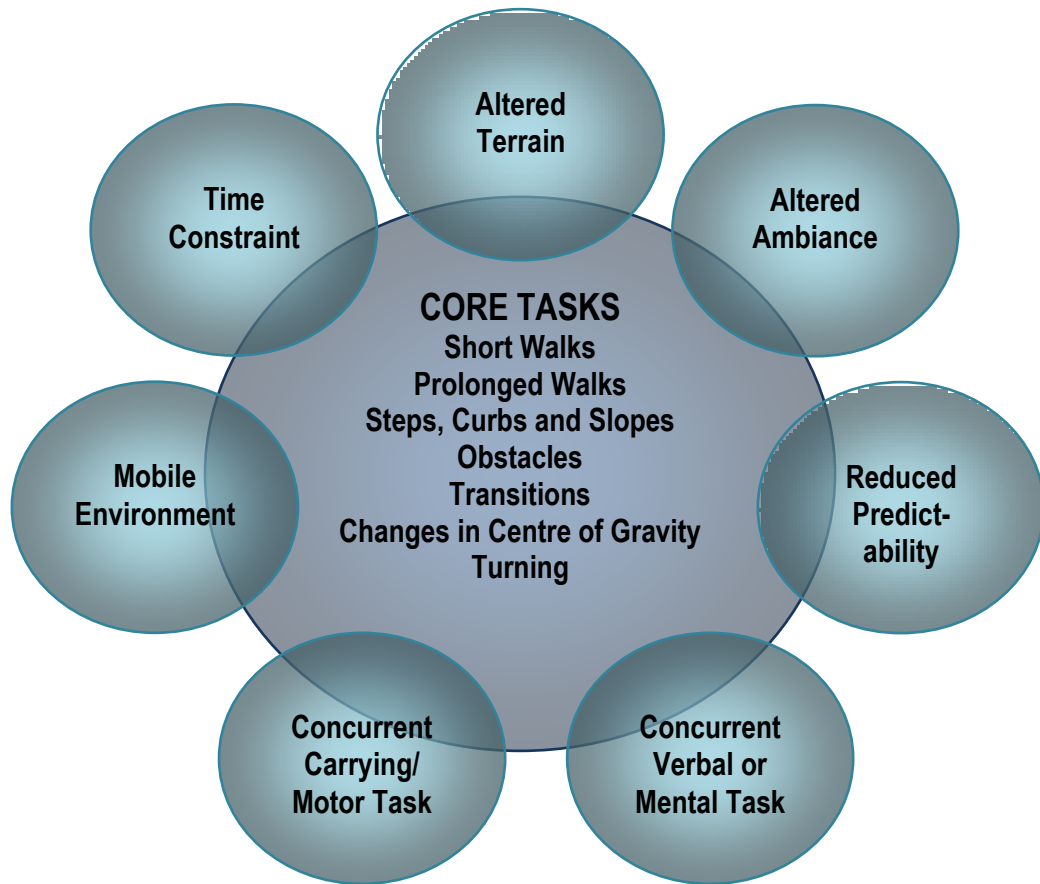 Altered
Terrain
Time
Constraint
Altered
Ambiance
CORE TASKS
Short Walks
Prolonged Walks
Steps, Curbs and Slopes
Obstacles
Transitions
Changes in Centre of Gravity
Turning
Mobile
Environment
Reduced
Predict-
ability
Concurrent
Carrying/
Motor Task
Concurrent
Verbal or
Mental Task